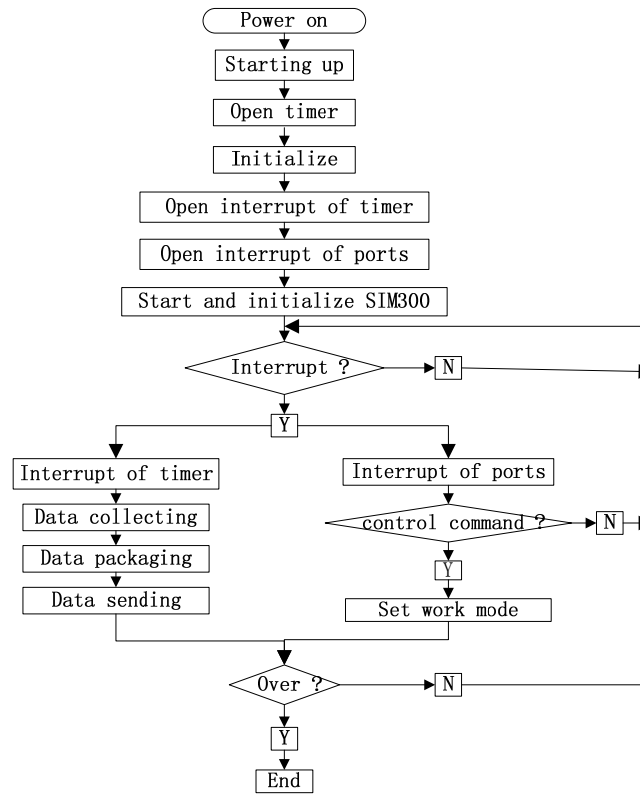 Power on
Starting up
Open timer
Initialize
Open interrupt of timer
Open interrupt of ports
Start and initialize SIM300
Interrupt ?
N
Y
Interrupt of timer
Interrupt of ports
Data collecting
control command ?
N
Data packaging
Y
Data sending
Set work mode
Over ?
N
Y
End